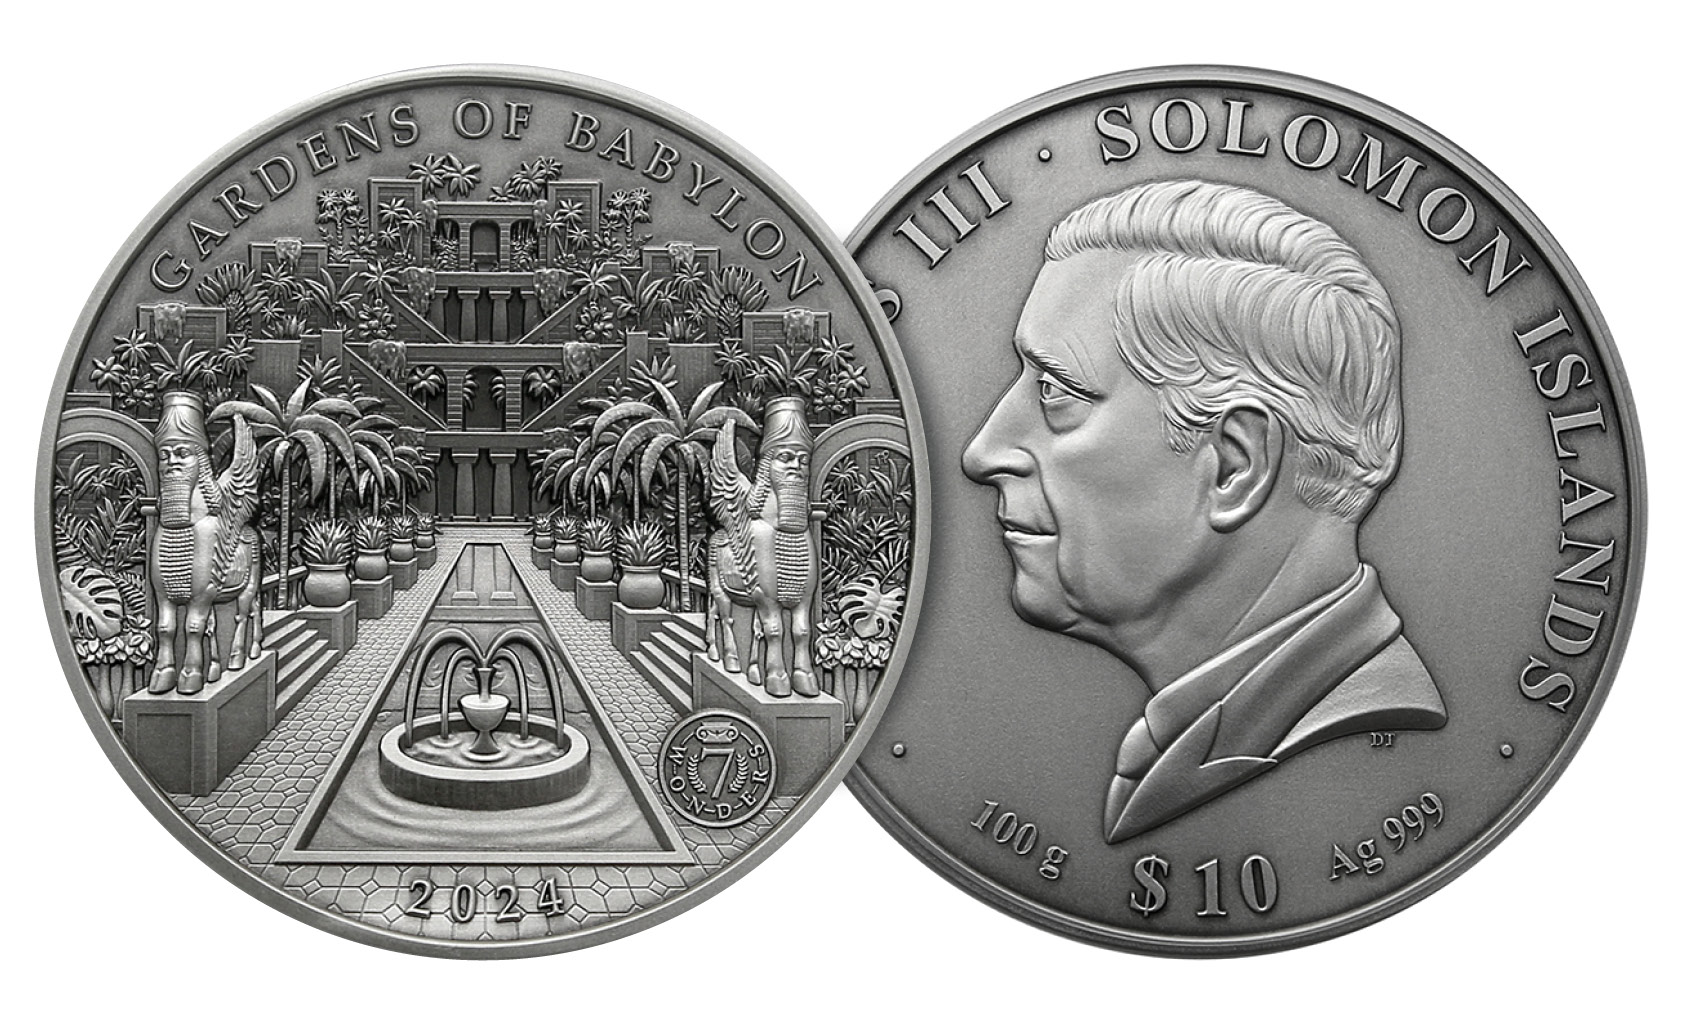 GARDENS OF BABYLON
7
WONDERS
2024
S III · SOLOMON ISLANDS
DT
100 g
$ 10
Ag 999